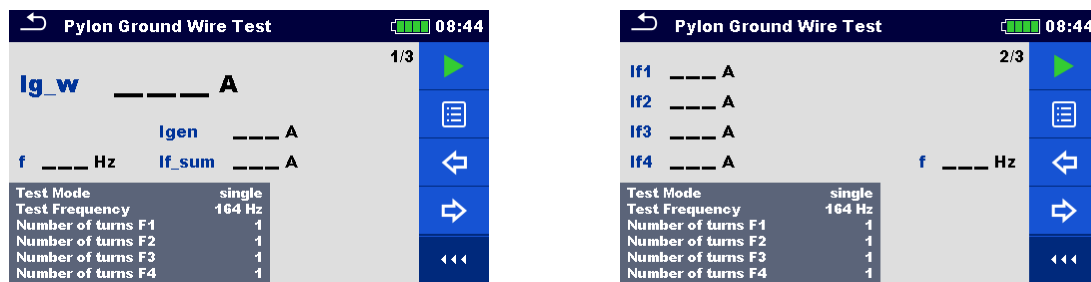 Pylon Ground Wire Test 08:44
1/3
Ig_w ___ A
Igen ___ A
f ___ Hz If_sum ___ A
Test Mode single
Test Frequency 164 Hz
Number of turns F1 1
Number of turns F2 1
Number of turns F3 1
Number of turns F4 1
Pylon Ground Wire Test 08:44
2/3
If1 ___ A
If2 ___ A
If3 ___ A
If4 ___ A f ___ Hz
Test Mode single
Test Frequency 164 Hz
Number of turns F1 1
Number of turns F2 1
Number of turns F3 1
Number of turns F4 1